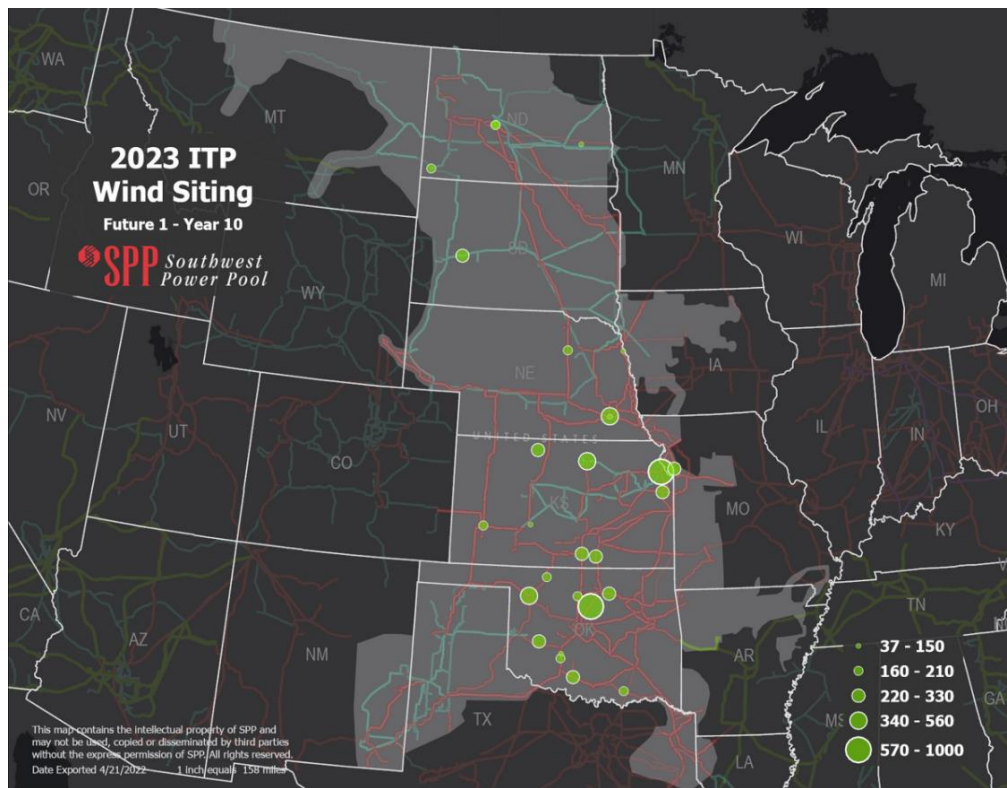 2023 ITP
Wind Siting
Future 1 - Year 10
SPP Southwest
Power Pool
WA
MT
ND
MN
OR
SD
WI
MI
WY
NE
IA
NV
UT
CO
UNITED STATES
IL
IN
OH
KS
MO
KY
CA
AZ
NM
OK
TN
AR
TX
MS
GA
LA
37 - 150
160 - 210
220 - 330
340 - 560
570 - 1000
This map contains the intellectual property of SPP and
may not be used, copied or disseminated by third parties
without the express permission of SPP. All rights reserved.
Date Exported 4/21/2022 1 inch equals 158 miles